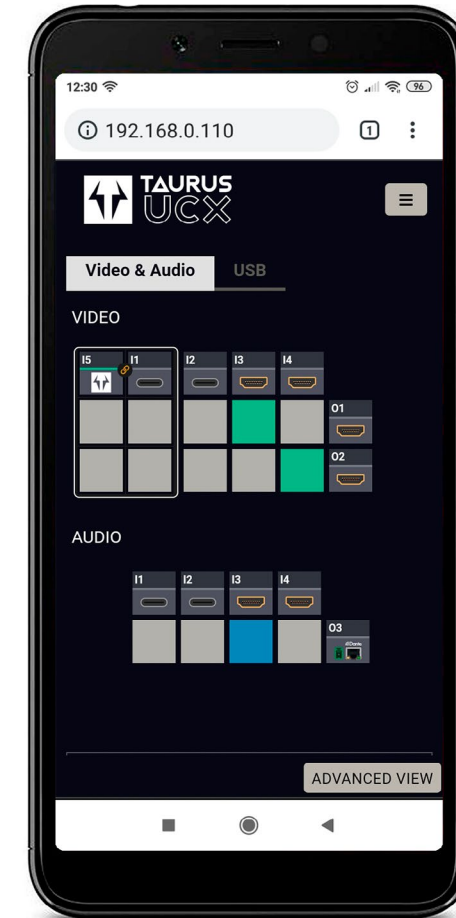 12:30
96
192.168.0.110
1
TAURUS
UCX
Video & Audio USB
VIDEO
I5 I1 I2 I3 I4
O1
O2
AUDIO
I1 I2 I3 I4
O3
Dante
ADVANCED VIEW